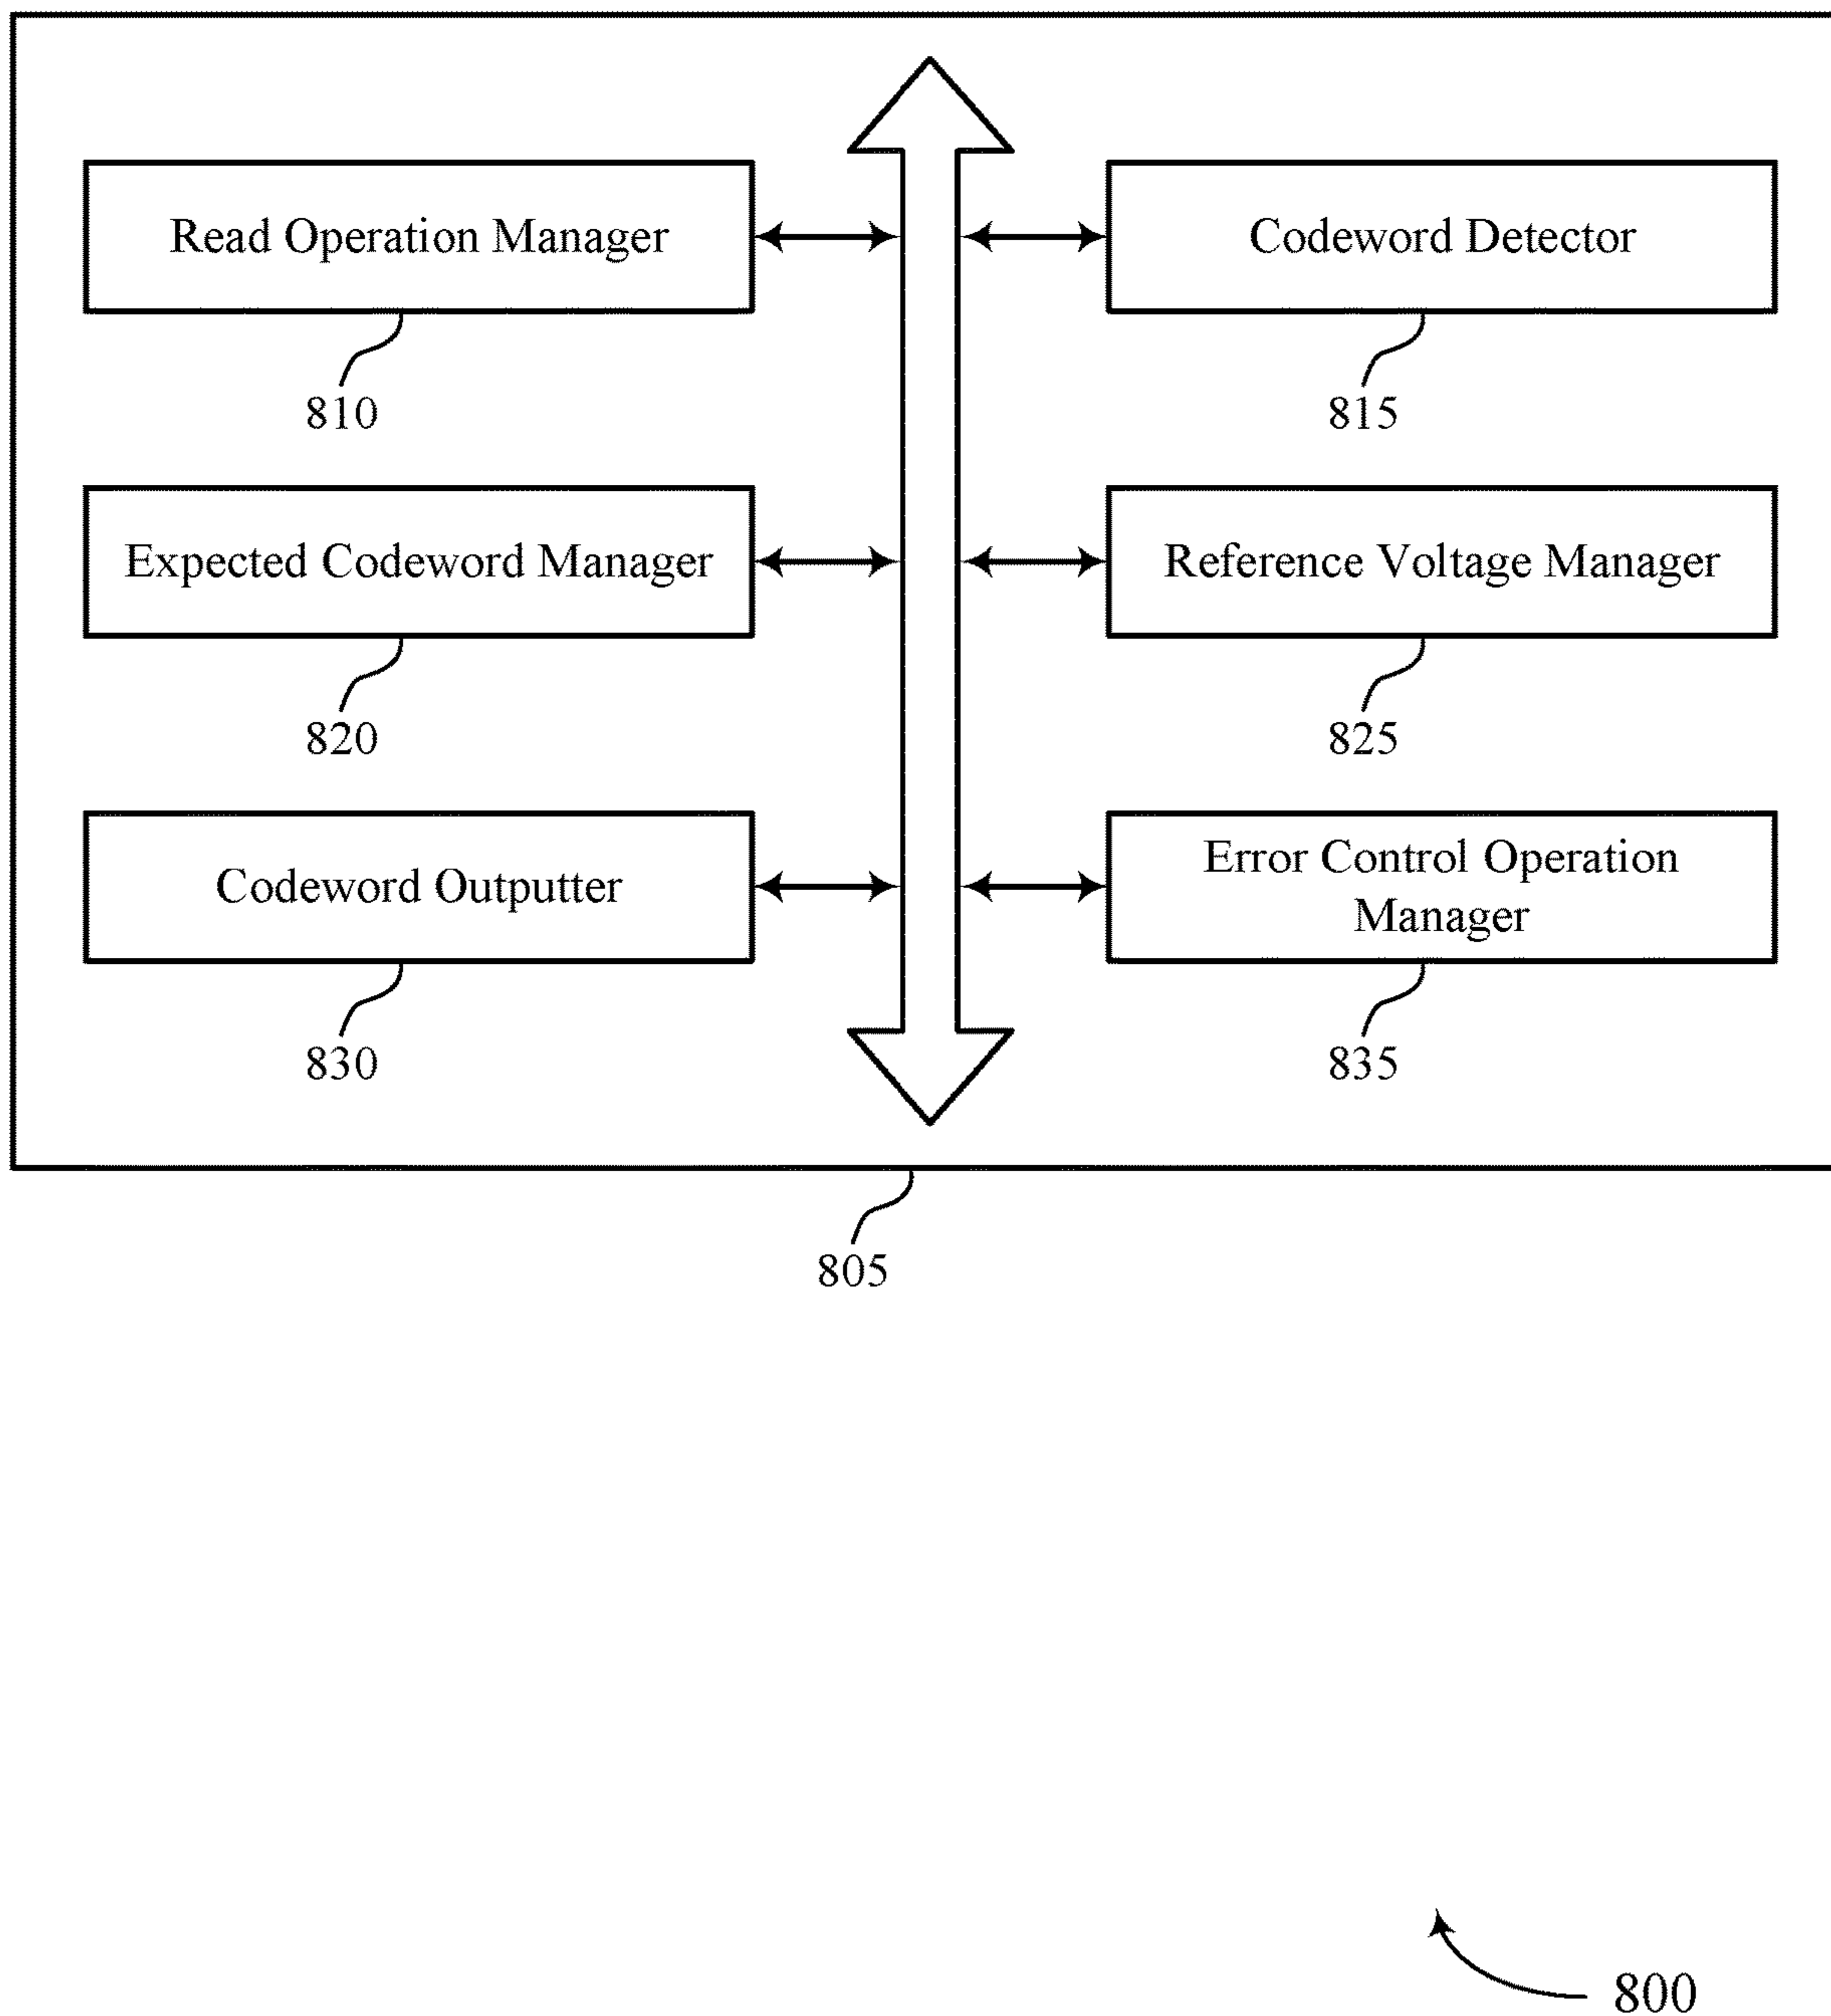 Read Operation Manager
Codeword Detector
810
815
Expected Codeword Manager
Reference Voltage Manager
820
825
Codeword Outputter
Error Control Operation
Manager
830
835
805
800